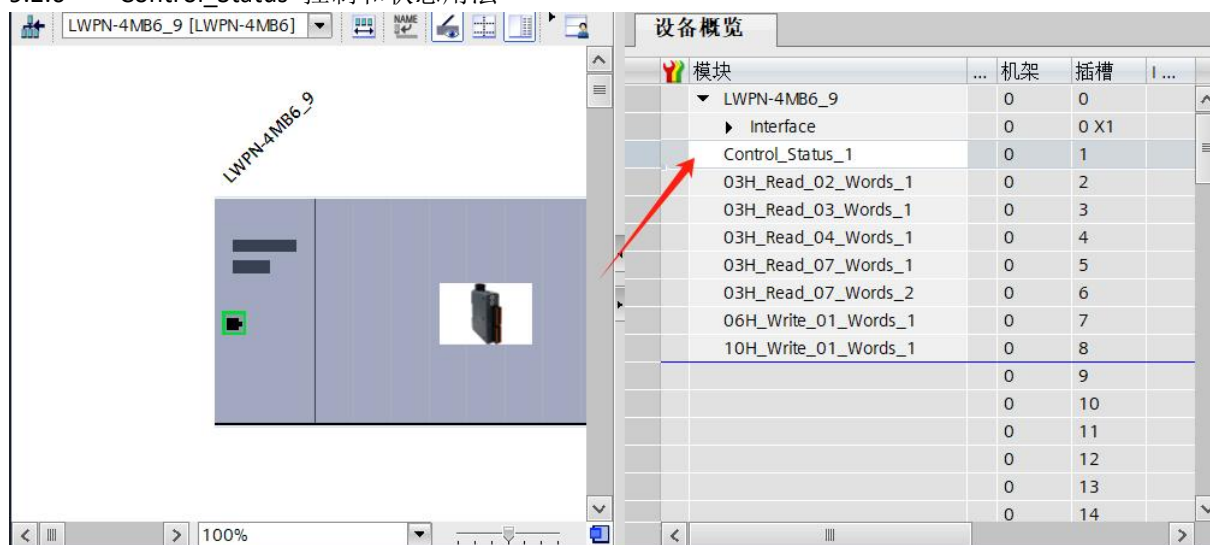 Control_Status 控制和状态用法
LWPN-4MB6_9 [LWPN-4MB6]
NAME
LWPN-4MB6_9
100%
设备概览
模块 ... 机架 插槽 I ...
LWPN-4MB6_9 0 0
Interface 0 0 X1
Control_Status_1 0 1
03H_Read_02_Words_1 0 2
03H_Read_03_Words_1 0 3
03H_Read_04_Words_1 0 4
03H_Read_07_Words_1 0 5
03H_Read_07_Words_2 0 6
06H_Write_01_Words_1 0 7
10H_Write_01_Words_1 0 8
0 9
0 10
0 11
0 12
0 13
0 14